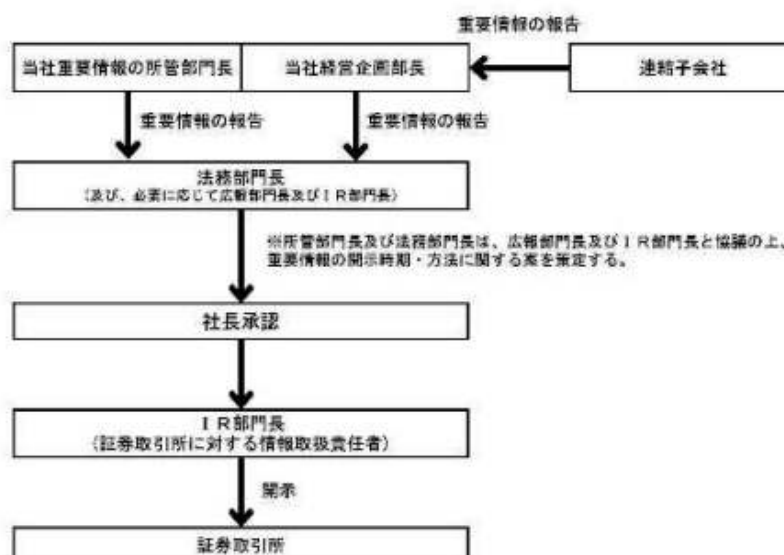 重要情報の報告
当社重要情報の所管部門長
当社経営企画部長
連結子会社
重要情報の報告
重要情報の報告
法務部門長
(及び、必要に応じて広報部門長及びIR部門長)
※所管部門長及び法務部門長は、広報部門長及びIR部門長と協議の上、
重要情報の開示時期・方法に関する案を策定する。
社長承認
IR部門長
(証券取引所に対する情報取扱責任者)
開示
証券取引所